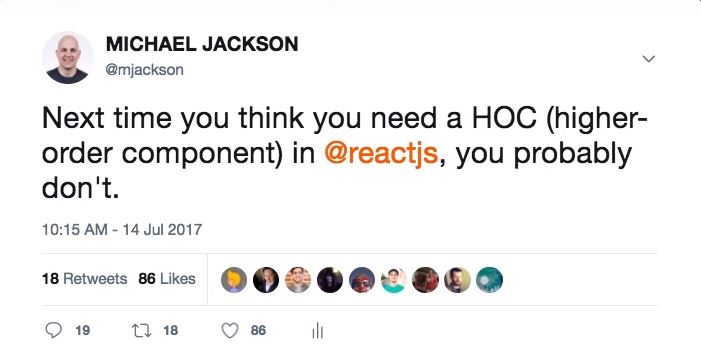 MICHAEL JACKSON
@mjackson
Next time you think you need a HOC (higher-
order component) in @reactjs, you probably
don't.
10:15 AM - 14 Jul 2017
18 Retweets 86 Likes
19 18 86